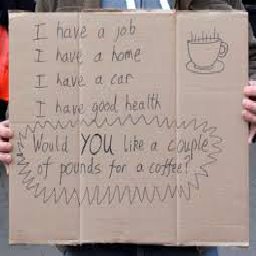 I have a job
I have a home
I have a car
I have good health
Would YOU like a couple
of pounds for a coffee?